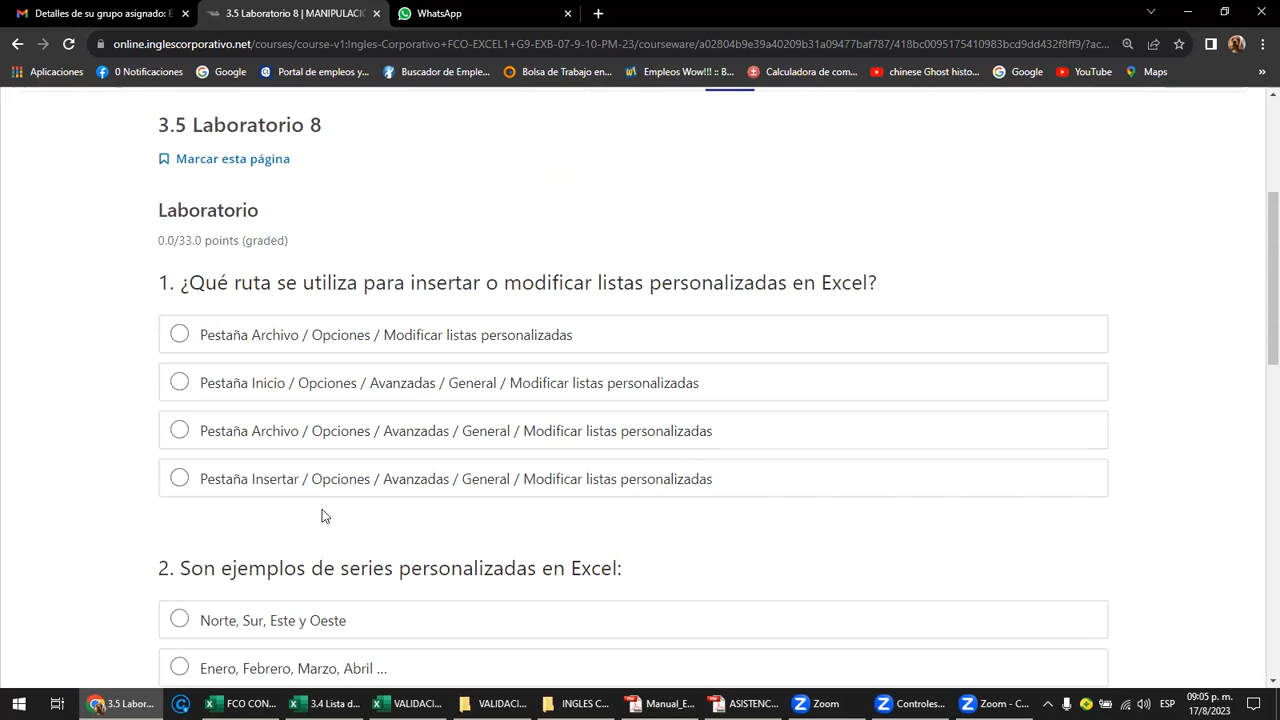 Detalles de su grupo asignado: E
3.5 Laboratorio 8 | MANIPULACI
WhatsApp
online.inglescorporativo.net/courses/course-v1:Ingles-Corporativo+FCO-EXCEL1+G9-EXB-07-9-10-PM-23/courseware/a02804b9e39a40209b31a09477baf787/418bc0095175410983bcd9dd432f8ff9/?ac...
Aplicaciones
0 Notificaciones
Google
Portal de empleos y...
Buscador de Emple...
Bolsa de Trabajo en...
Empleos Wow!!! :: B...
Calculadora de com...
chinese Ghost histo...
Google
YouTube
Maps
3.5 Laboratorio 8
Marcar esta página
Laboratorio
0.0/33.0 points (graded)
1. ¿Qué ruta se utiliza para insertar o modificar listas personalizadas en Excel?
Pestaña Archivo / Opciones / Modificar listas personalizadas
Pestaña Inicio / Opciones / Avanzadas / General / Modificar listas personalizadas
Pestaña Archivo / Opciones / Avanzadas / General / Modificar listas personalizadas
Pestaña Insertar / Opciones / Avanzadas / General / Modificar listas personalizadas
2. Son ejemplos de series personalizadas en Excel:
Norte, Sur, Este y Oeste
Enero, Febrero, Marzo, Abril ...
3.5 Labor...
FCO CON...
3.4 Lista d...
VALIDACI...
VALIDAC...
INGLES C...
Manual_E...
ASISTENC...
Zoom
Controles...
Zoom - C...
ESP
09:05 p. m.
17/8/2023